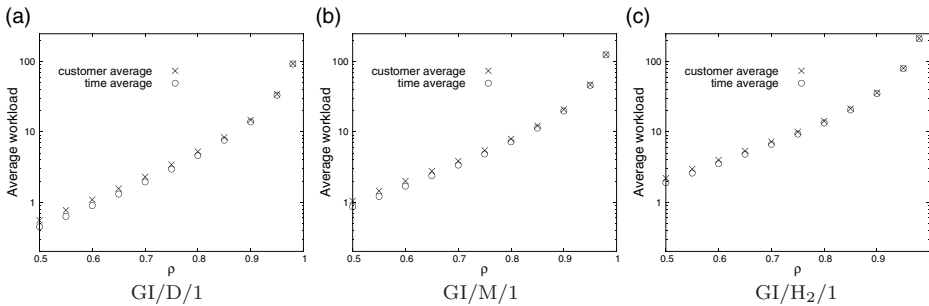 (a)
100
10
1
Average workload
customer average
time average
0.5 0.6 0.7 0.8 0.9 1
ρ
GI/D/1
(b)
100
10
1
Average workload
customer average
time average
0.5 0.6 0.7 0.8 0.9 1
ρ
GI/M/1
(c)
100
10
1
Average workload
customer average
time average
0.5 0.6 0.7 0.8 0.9
ρ
GI/H₂/1